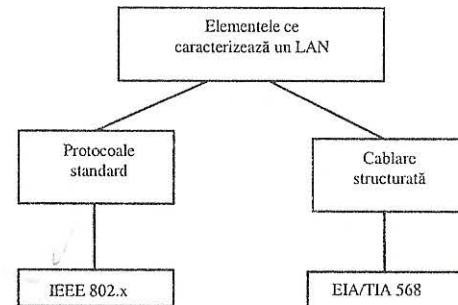 Elementele ce
caracterizează un LAN
Protocoale
standard
Cablare
structurată
IEEE 802.x
EIA/TIA 568